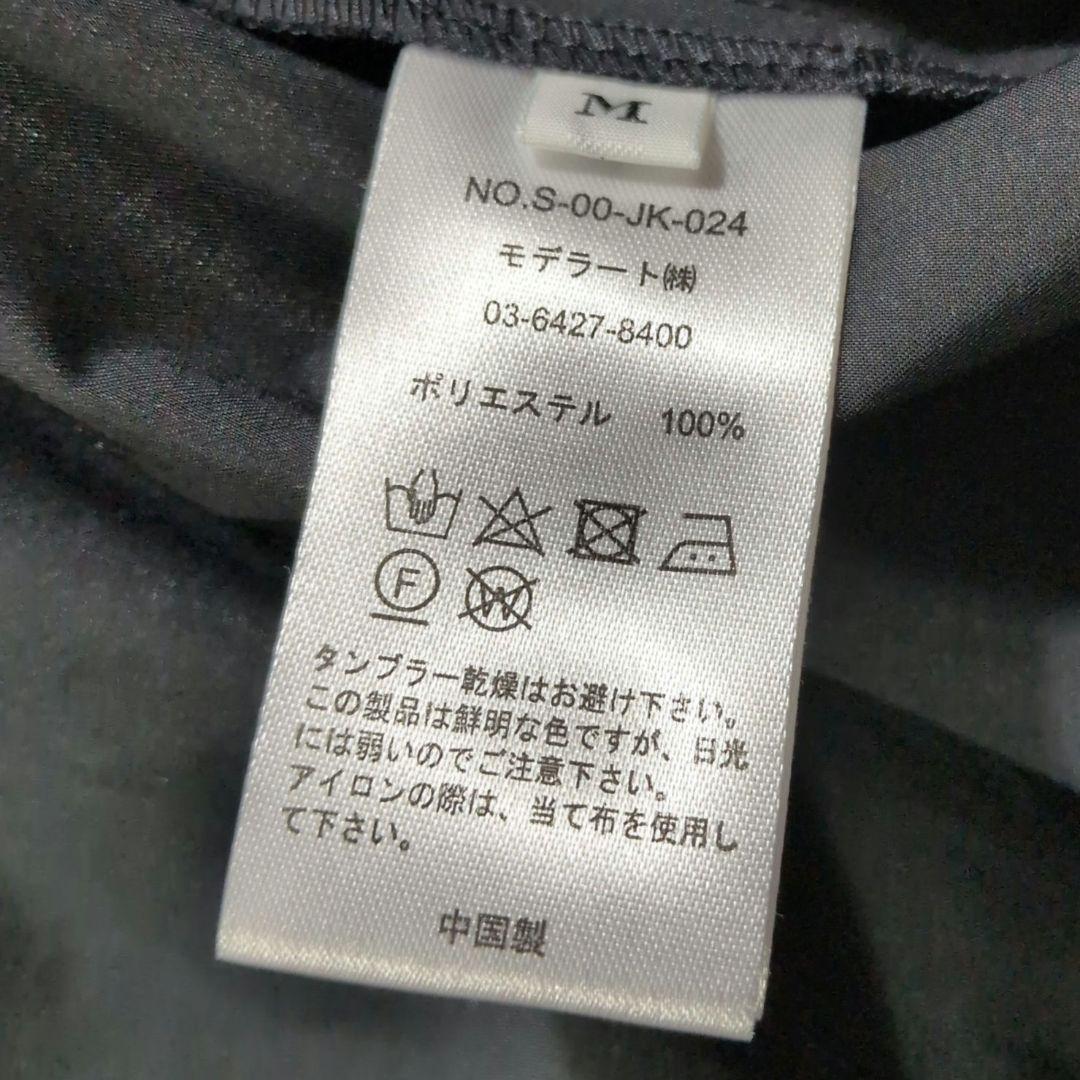 M
NO.S-00-JK-024
モデラート㈱
03-6427-8400
ポリエステル 100%
F
W
タンブラー乾燥はお避け下さい。
この製品は鮮明な色ですが、日光
には弱いのでご注意下さい。
アイロンの際は、当て布を使用し
て下さい。
中国製